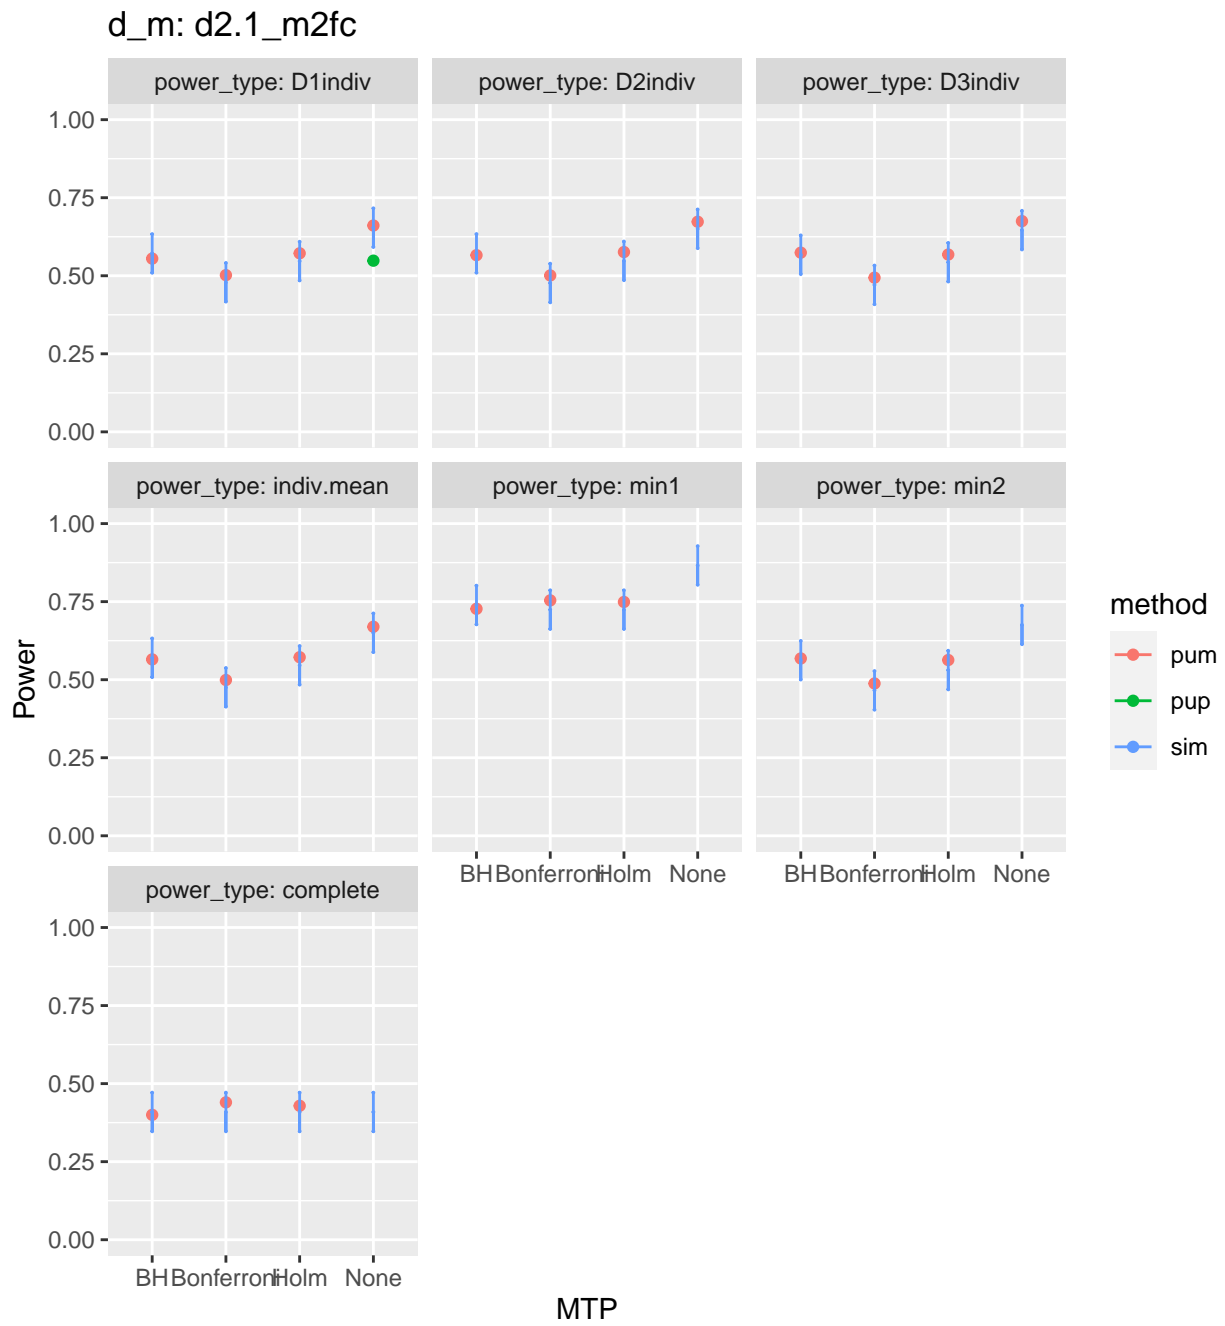 d_m: d2.1_m2fc
power_type: D1indiv
power_type: D2indiv
power_type: D3indiv
1.00
0.75
0.50
0.25
0.00
power_type: indiv.mean
power_type: min1
power_type: min2
1.00
0.75
0.50
0.25
0.00
BH Bonferroni Holm None
BH Bonferroni Holm None
power_type: complete
1.00
0.75
0.50
0.25
0.00
BH Bonferroni Holm None
MTP
Power
method
pum
pup
sim